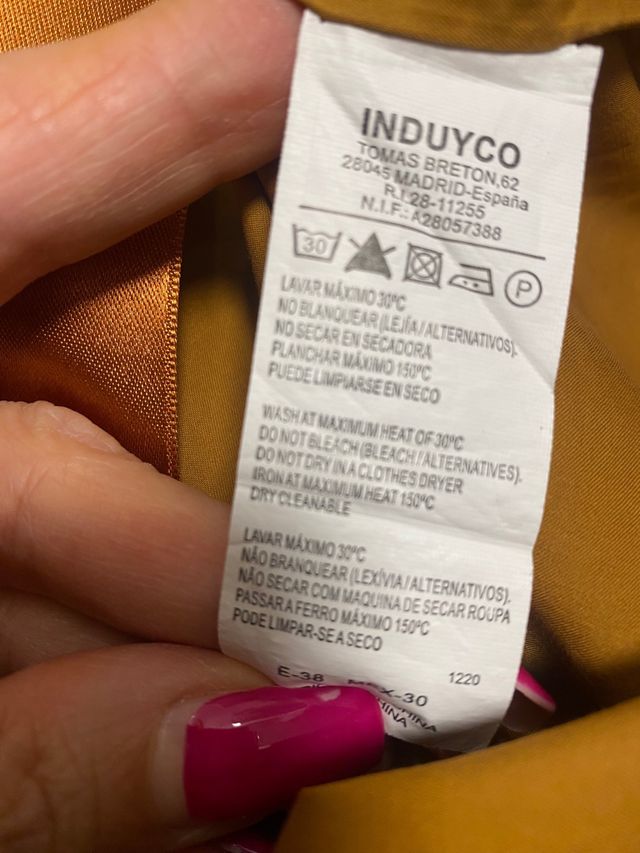 INDUYCO
TOMAS BRETON,62
28045 MADRID-España
R.I.28-11255
N.I.F.: A28057388
30 P
LAVAR MÁXIMO 30ºC
NO BLANQUEAR (LEJÍA/ALTERNATIVOS).
NO SECAR EN SECADORA
PLANCHAR MÁXIMO 150ºC
PUEDE LIMPIARSE EN SECO
WASH AT MAXIMUM HEAT OF 30ºC
DO NOT BLEACH (BLEACH/ALTERNATIVES).
DO NOT DRY IN A CLOTHES DRYER
IRON AT MAXIMUM HEAT 150ºC
DRY CLEANABLE
LAVAR MÁXIMO 30ºC
NÃO BRANQUEAR (LEXÍVIA/ALTERNATIVOS).
NÃO SECAR COM MAQUINA DE SECAR ROUPA
PASSAR A FERRO MÁXIMO 150ºC
PODE LIMPAR-SE A SECO
1220
E-38 MEX-30
CHINA